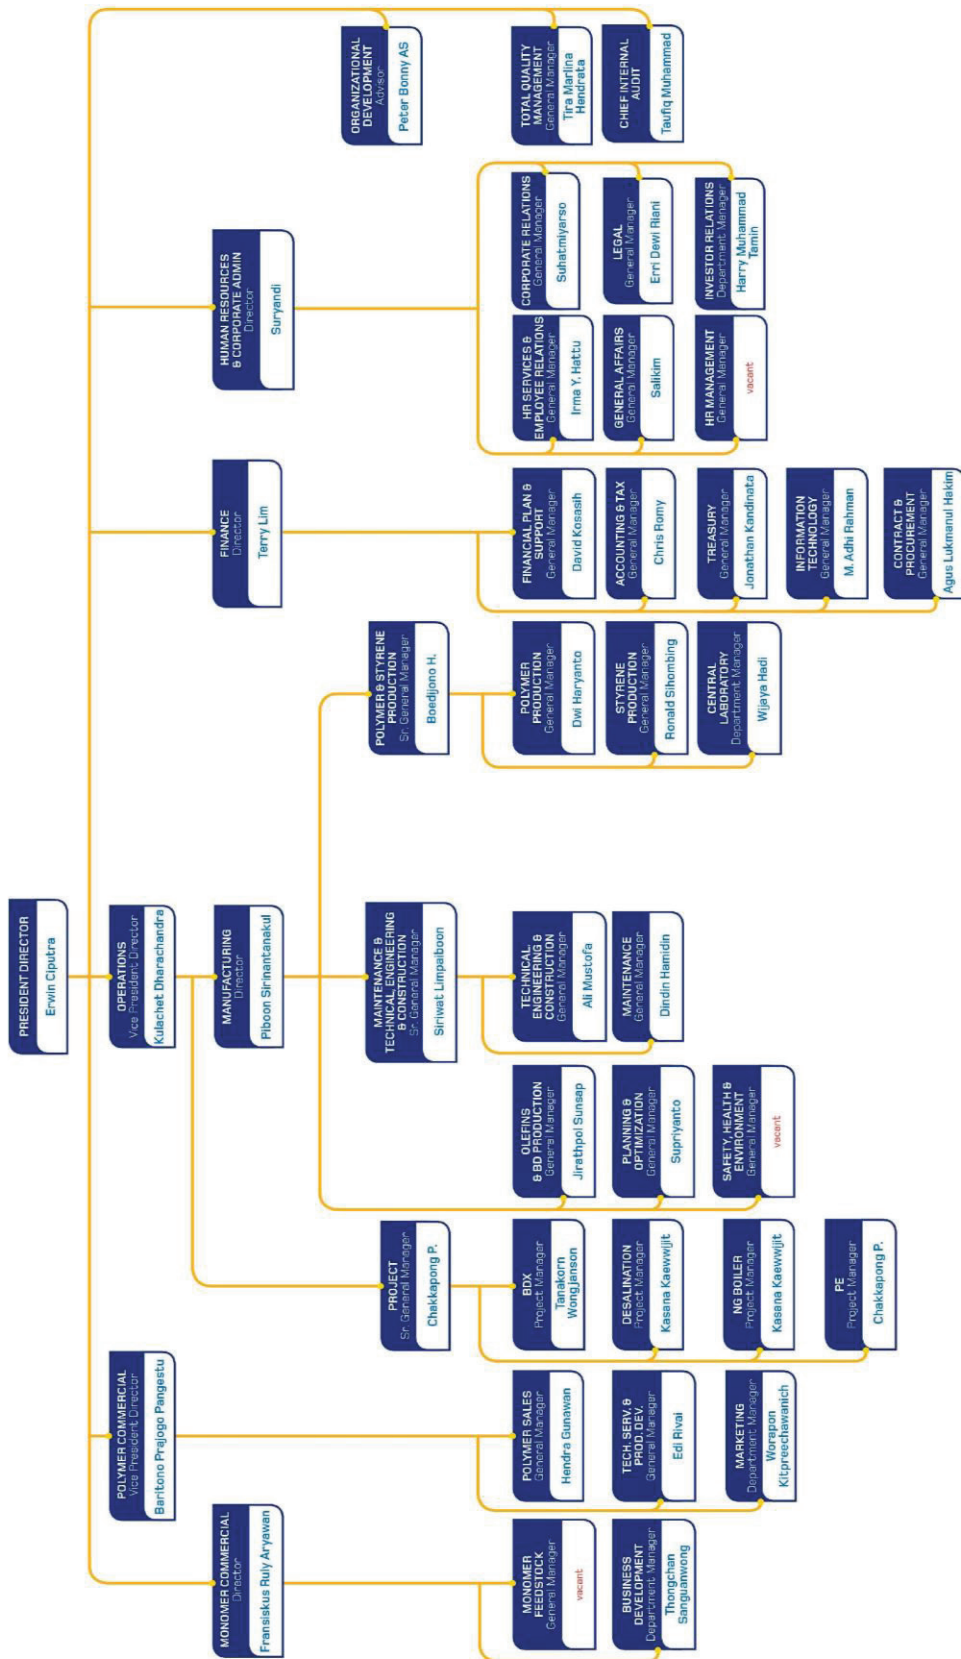 PRESIDENT DIRECTOR
Erwin Ciputra
MONOMER COMMERCIAL
Director
Fransiskus Ruly Aryawan
MONOMER
FEEDSTOCK
General Manager
vacant
BUSINESS
DEVELOPMENT
Department Manager
Thongchan
Sanguanwong
POLYMER COMMERCIAL
Vice President Director
Baritono Prajogo Pangestu
POLYMER SALES
General Manager
Hendra Gunawan
TECH. SERV. &
PROD. DEV.
General Manager
Edi Rivai
MARKETING
Department Manager
Worapon
Kitpreechawanich
OPERATIONS
Vice President Director
Kulachet Dharachandra
PROJECT
Sr. General Manager
Chakkapong P.
BDX
Project Manager
Tanakorn
Wongjanson
DESALINATION
Project Manager
Kasana Kaewwijit
NG BOILER
Project Manager
Kasana Kaewwijit
PE
Project Manager
Chakkapong P.
MANUFACTURING
Director
Piboon Sirinantanakul
OLEFINS
& BD PRODUCTION
General Manager
Jirathpol Sunsap
PLANNING &
OPTIMIZATION
General Manager
Supriyanto
SAFETY, HEALTH &
ENVIRONMENT
General Manager
vacant
MAINTENANCE &
TECHNICAL, ENGINEERING
& CONSTRUCTION
Sr. General Manager
Siriwat Limpaiboon
TECHNICAL,
ENGINEERING &
CONSTRUCTION
General Manager
Ali Mustofa
MAINTENANCE
General Manager
Dindin Hamidin
POLYMER & STYRENE
PRODUCTION
Sr. General Manager
Boedijono H.
POLYMER
PRODUCTION
General Manager
Dwi Haryanto
STYRENE
PRODUCTION
General Manager
Ronald Sihombing
CENTRAL
LABORATORY
Department Manager
Wijaya Hadi
FINANCE
Director
Terry Lim
FINANCIAL PLAN &
SUPPORT
General Manager
David Kosasih
ACCOUNTING & TAX
General Manager
Chris Romy
TREASURY
General Manager
Jonathan Kandinata
INFORMATION
TECHNOLOGY
General Manager
M. Adhi Rahman
CONTRACT &
PROCUREMENT
General Manager
Agus Lukmanul Hakim
HUMAN RESOURCES
& CORPORATE ADMIN
Director
Suryandi
HR SERVICES &
EMPLOYEE RELATIONS
General Manager
Irma Y. Hattu
GENERAL AFFAIRS
General Manager
Salikim
HR MANAGEMENT
General Manager
vacant
CORPORATE RELATIONS
General Manager
Suhatmiyarso
LEGAL
General Manager
Erri Dewi Riani
INVESTOR RELATIONS
Department Manager
Harry Muhammad
Tamin
ORGANIZATIONAL
DEVELOPMENT
Advisor
Peter Bonny AS
TOTAL QUALITY
MANAGEMENT
General Manager
Tira Marlina
Hendrata
CHIEF INTERNAL
AUDIT
Taufiq Muhammad